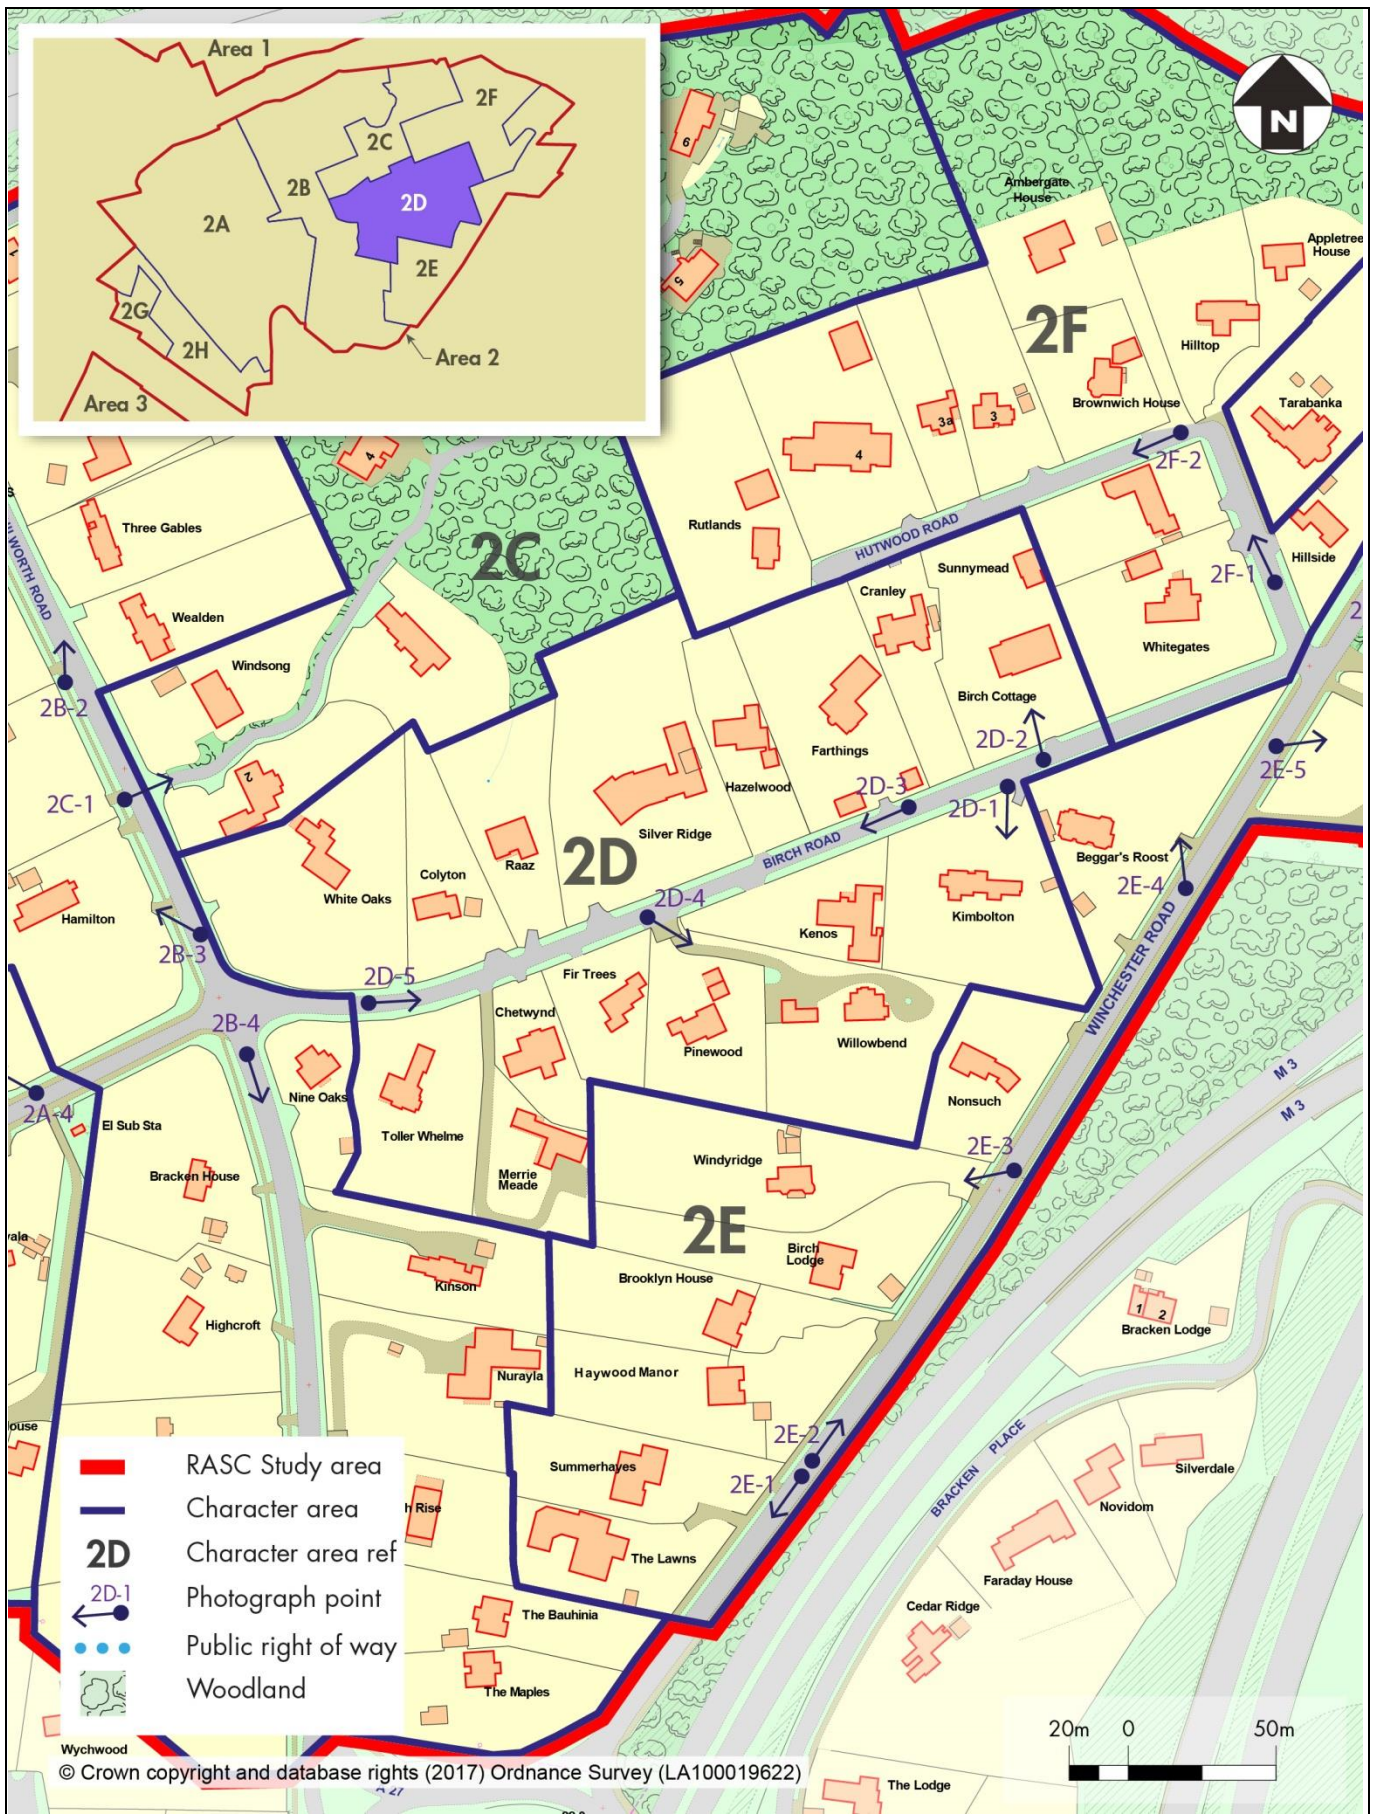 Area 1
2F
2C
2B
2D
2A
2E
2G
2H
Area 2
Area 3
N
6
5
Ambergate
House
Appletree
House
2F
Hilltop
Brownwich House
Tarabanka
3a
3
4
2F-2
4
Three Gables
2C
Rutlands
HUTWOOD ROAD
Sunnymead
2F-1
Hillside
Cranley
Wealden
Windsong
Whitegates
2B-2
Birch Cottage
2D-2
Farthings
2E-5
2C-1
2
Hazelwood
2D-3
2D-1
Silver Ridge
BIRCH ROAD
2D
Raaz
Beggar's Roost
Colyton
2E-4
White Oaks
2D-4
Kimbolton
Hamilton
Kenos
2B-3
WINCHESTER ROAD
Fir Trees
2D-5
Chetwynd
2B-4
Willowbend
Pinewood
M 3
Nine Oaks
Nonsuch
2A-4
M 3
El Sub Sta
Toller Whelme
2E-3
Windyridge
Bracken House
Merrie
Meade
2E
Birch
Lodge
Brooklyn House
Kinson
1
2
Highcroft
Bracken Lodge
Nurayla
Haywood Manor
2E-2
BRACKEN PLACE
Summerhayes
2E-1
Silverdale
Novidom
The Lawns
Faraday House
Cedar Ridge
The Bauhinia
The Maples
RASC Study area
Character area
2D
Character area ref
2D-1
Photograph point
Public right of way
Woodland
20m
0
50m
Wychwood
© Crown copyright and database rights (2017) Ordnance Survey (LA100019622)
A 27
The Lodge